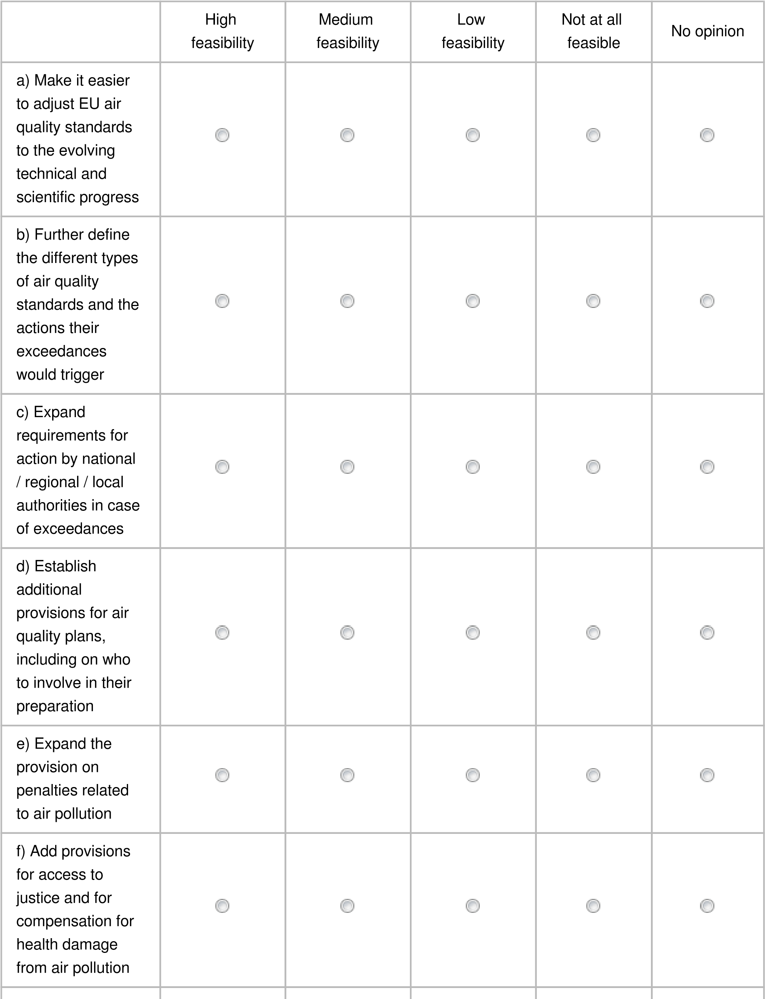 High
feasibility
Medium
feasibility
Low
feasibility
Not at all
feasible
No opinion
a) Make it easier
to adjust EU air
quality standards
to the evolving
technical and
scientific progress
b) Further define
the different types
of air quality
standards and the
actions their
exceedances
would trigger
c) Expand
requirements for
action by national
/ regional / local
authorities in case
of exceedances
d) Establish
additional
provisions for air
quality plans,
including on who
to involve in their
preparation
e) Expand the
provision on
penalties related
to air pollution
f) Add provisions
for access to
justice and for
compensation for
health damage
from air pollution